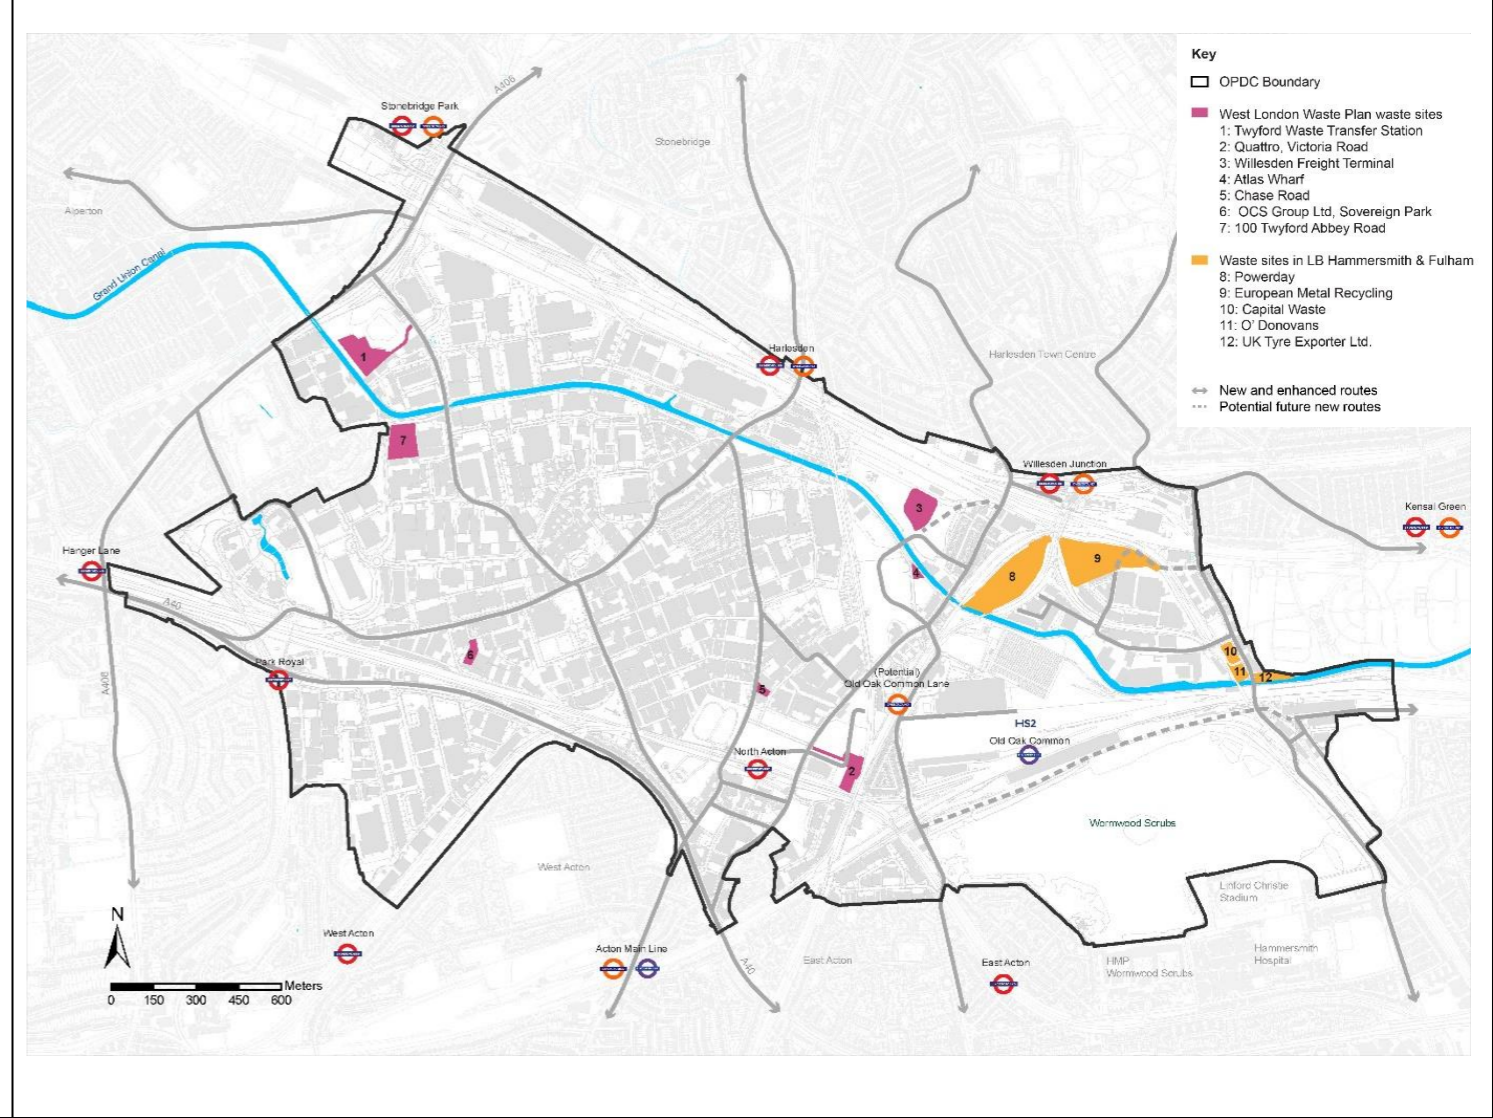 Key
OPDC Boundary
West London Waste Plan waste sites
1: Twyford Waste Transfer Station
2: Quattro, Victoria Road
3: Willesden Freight Terminal
4: Atlas Wharf
5: Chase Road
6: OCS Group Ltd, Sovereign Park
7: 100 Twyford Abbey Road
Waste sites in LB Hammersmith & Fulham
8: Powerday
9: European Metal Recycling
10: Capital Waste
11: O' Donovans
12: UK Tyre Exporter Ltd.
New and enhanced routes
Potential future new routes
A406
Stonebridge Park
Stonebridge
Alperton
Grand Union Canal
1
Harlesden
Harlesden Town Centre
7
Willesden Junction
3
Kensal Green
Hanger Lane
9
4
8
A40
6
Park Royal
A406
10
11
12
5
(Potential)
Old Oak Common Lane
HS2
Old Oak Common
North Acton
2
Wormwood Scrubs
West Acton
Linford Christie
Stadium
N
West Acton
Acton Main Line
A40
East Acton
East Acton
HMP
Wormwood Scrubs
Hammersmith
Hospital
Meters
0 150 300 450 600